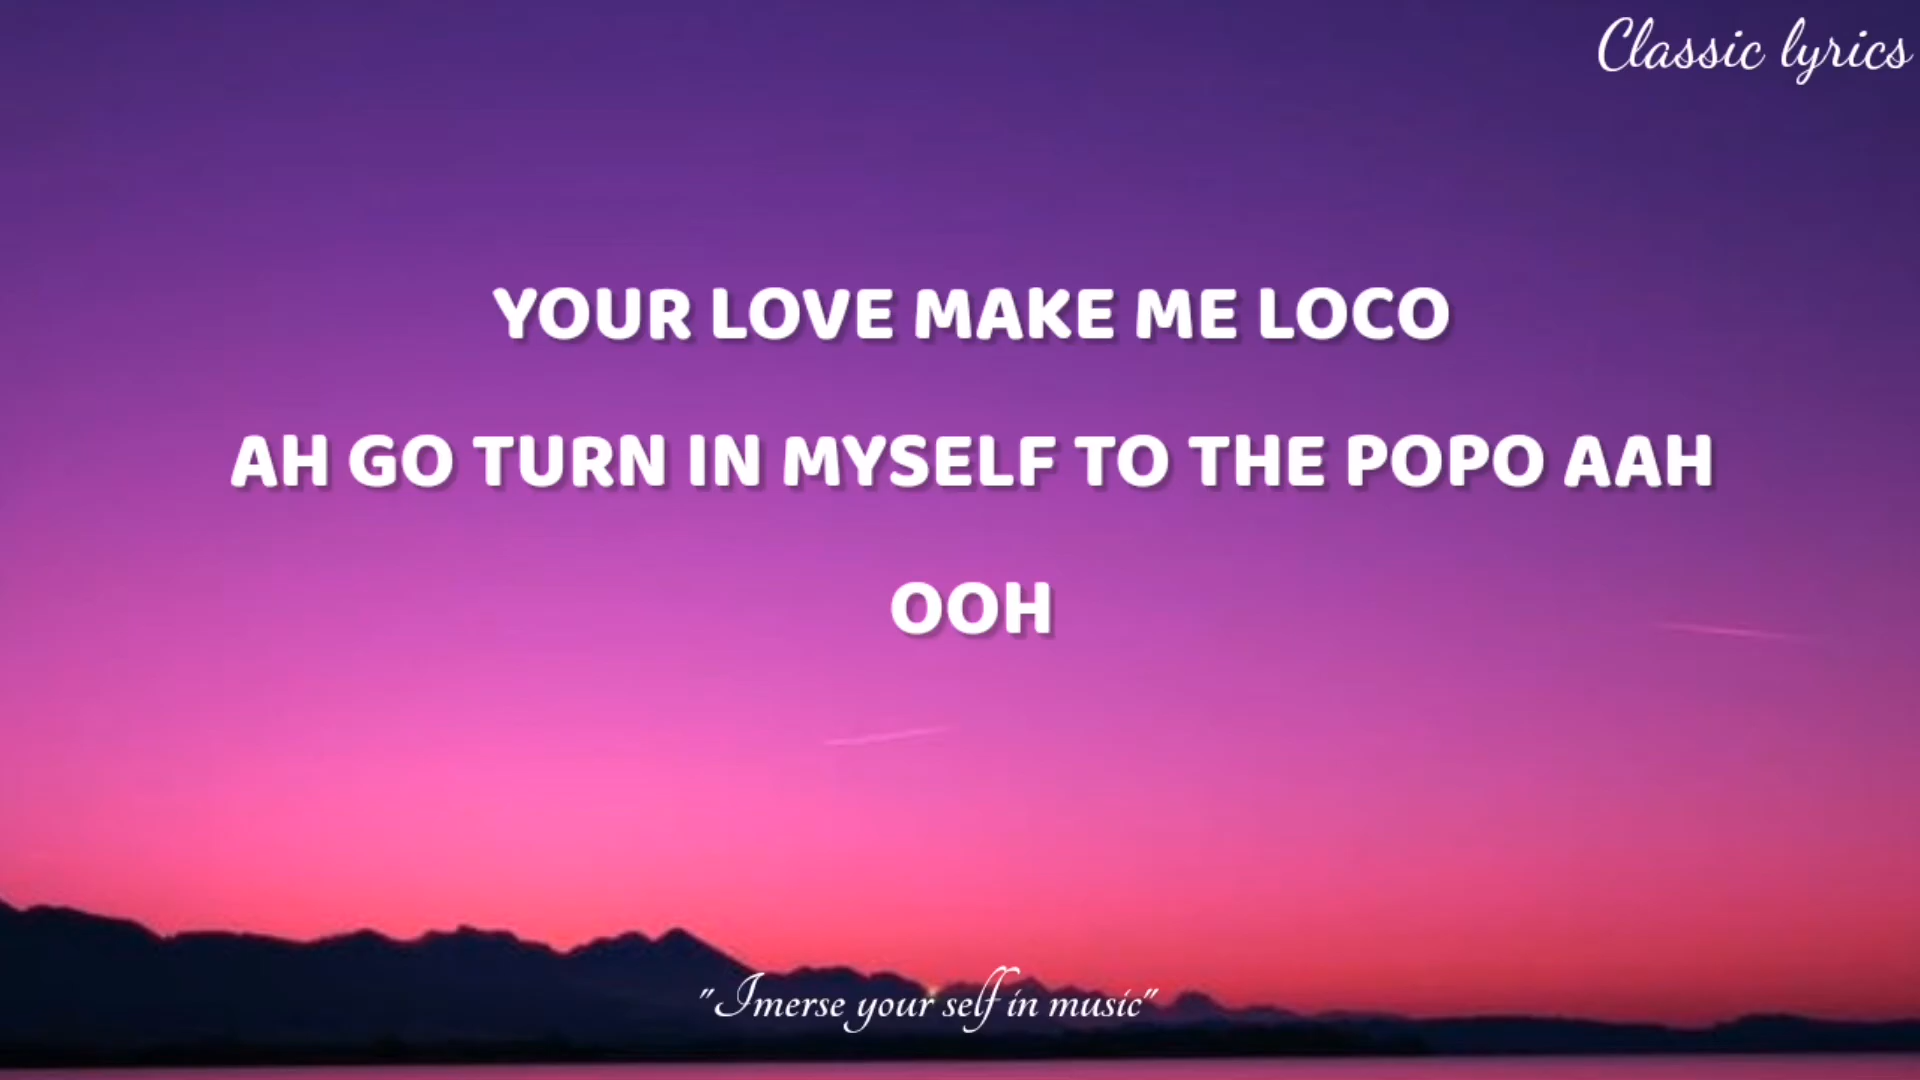 Classic lyrics
YOUR LOVE MAKE ME LOCO
AH GO TURN IN MYSELF TO THE POPO AAH
OOH
"Imerse your self in music"